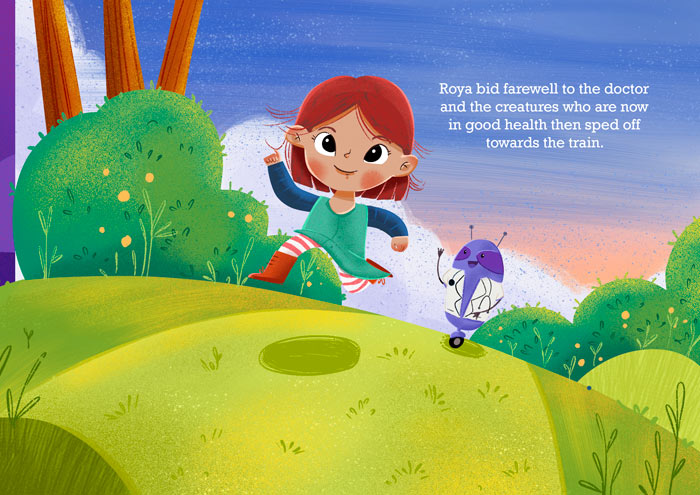 Roya bid farewell to the doctor
and the creatures who are now
in good health then sped off
towards the train.